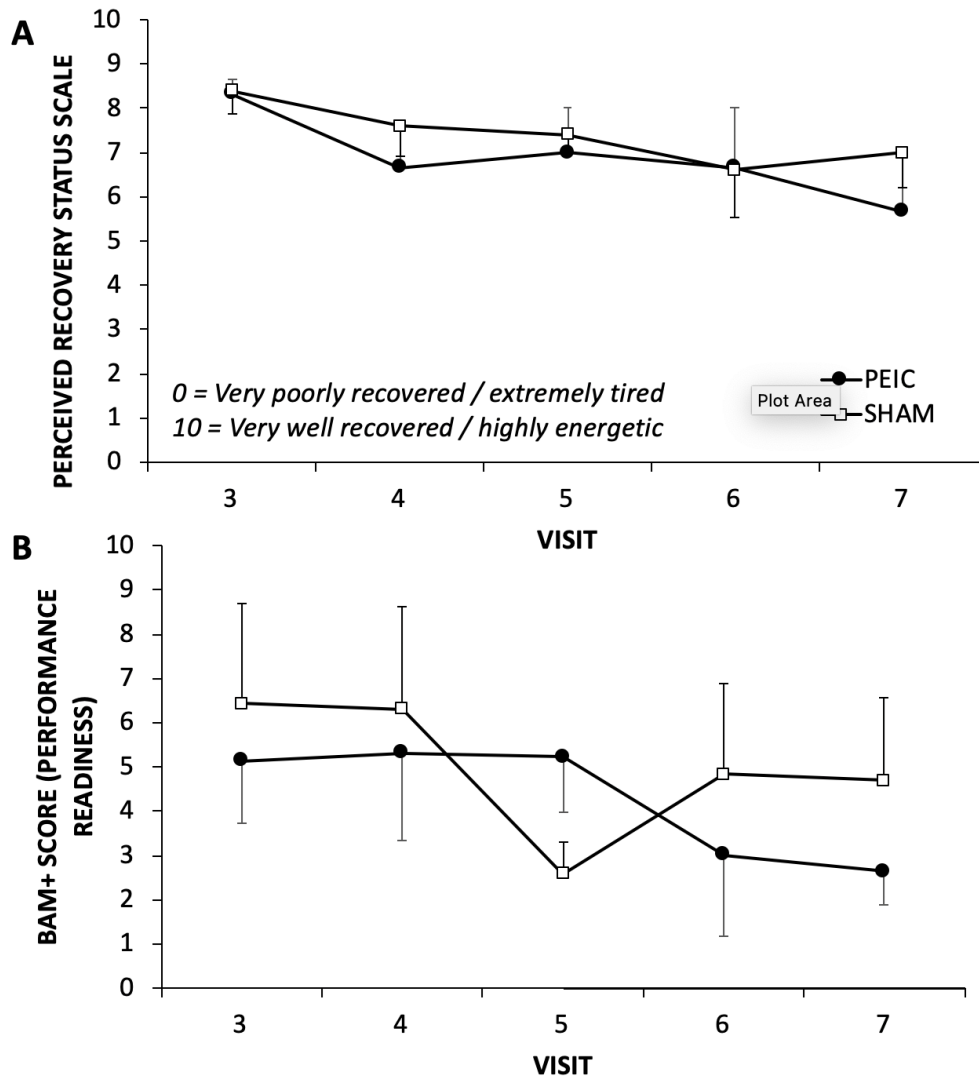 A
PERCEIVED RECOVERY STATUS SCALE
10
9
8
7
6
5
4
3
2
1
0
0 = Very poorly recovered / extremely tired
10 = Very well recovered / highly energetic
PEIC
Plot Area
SHAM
3 4 5 6 7
VISIT
B
BAM+ SCORE (PERFORMANCE
READINESS)
10
9
8
7
6
5
4
3
2
1
0
3 4 5 6 7
VISIT